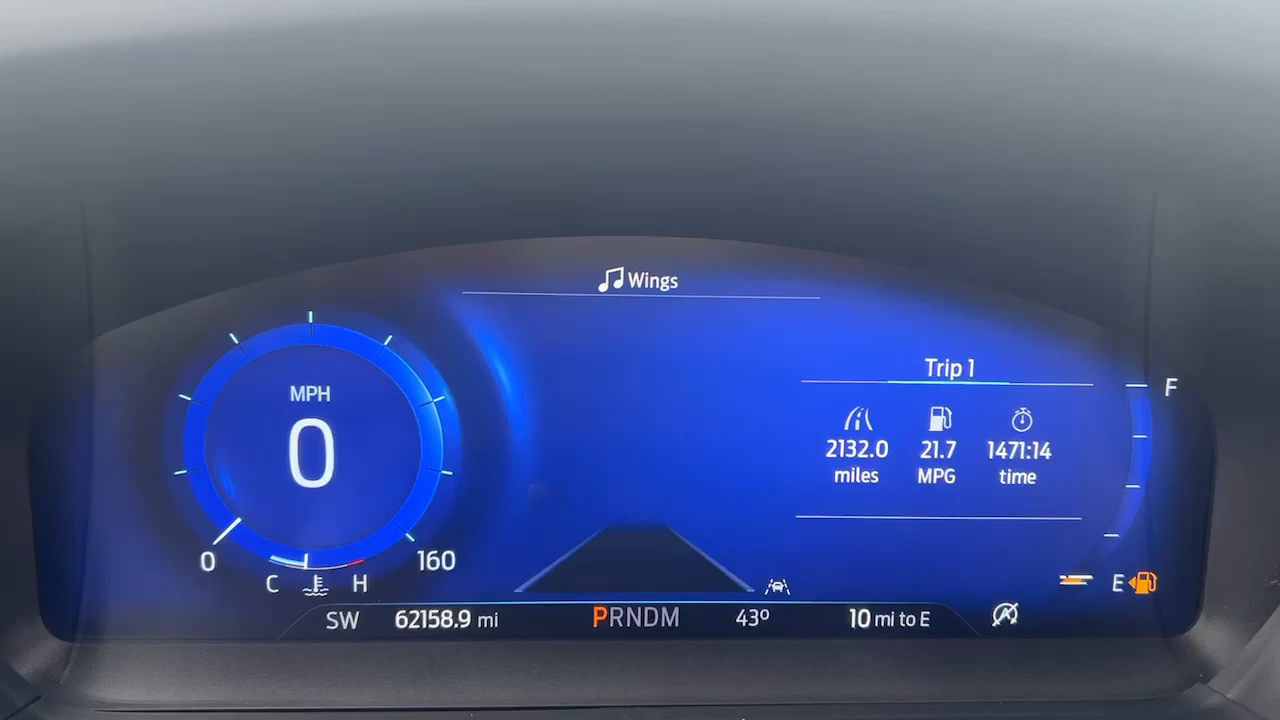 Wings
MPH
0
0
160
C
H
Trip 1
2132.0
21.7
1471:14
miles
MPG
time
F
E
SW
62158.9 mi
PRNDM
43º
10 mi to E